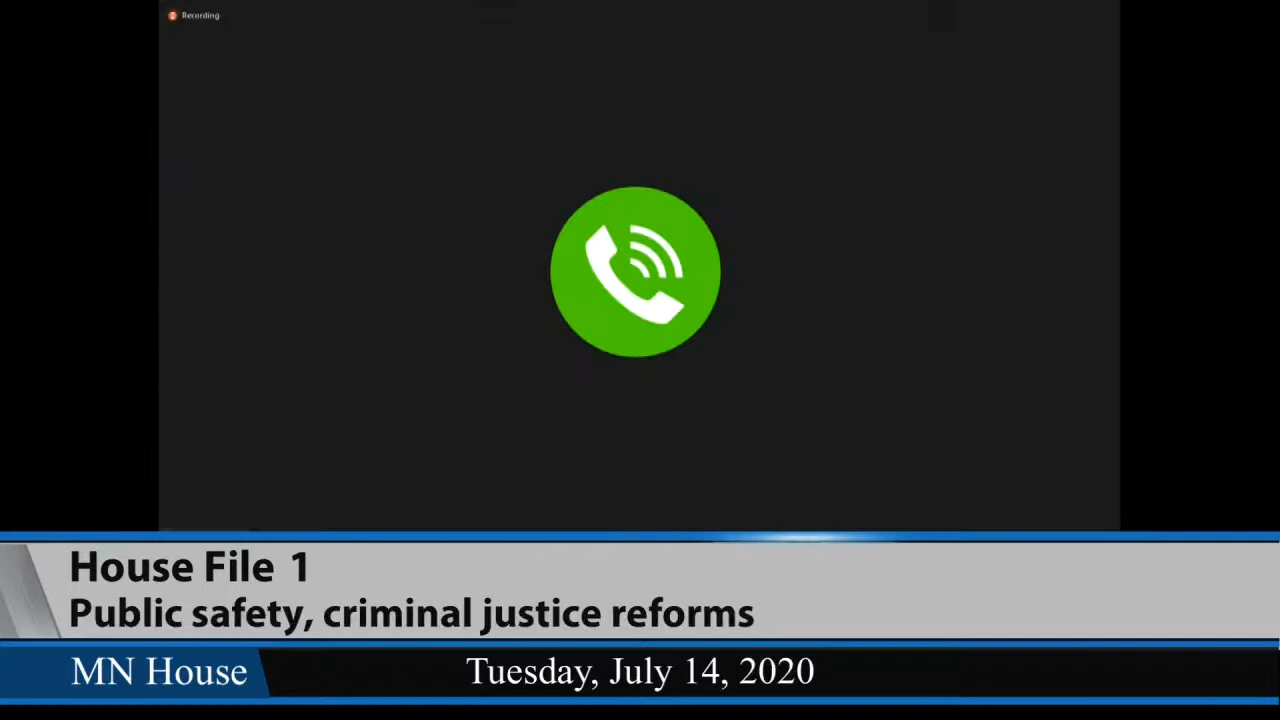 Recording
House File 1
Public safety, criminal justice reforms
MN House
Tuesday, July 14, 2020